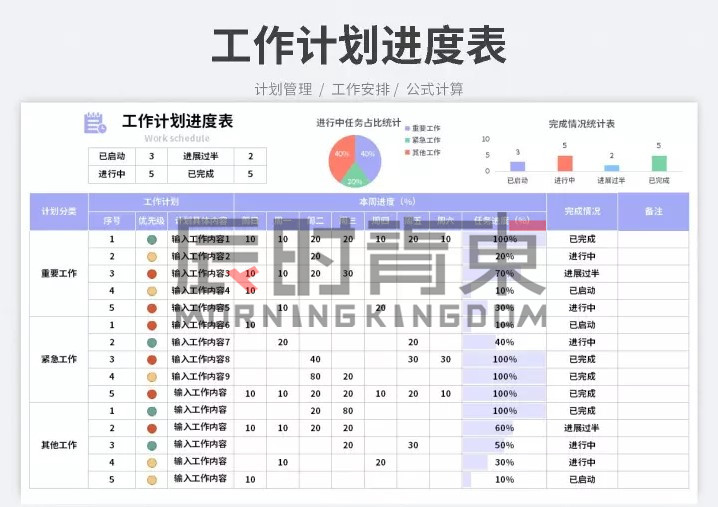 工作计划进度表
计划管理 / 工作安排 / 公式计算
工作计划进度表
Work schedule
已启动 3 进展过半 2
进行中 5 已完成 5
进行中任务占比统计
重要工作
紧急工作
其他工作
40% 40%
20%
完成情况统计表
10
5
0
3 5 2 5
已启动 进行中 进展过半 已完成
计划分类 工作计划 本周进度（%） 完成情况 备注
序号 优先级 计划具体内容 周日 周一 周二 周三 周四 周五 周六 任务进度（%）
重要工作
1 输入工作内容1 10 10 20 20 10 20 10 100% 已完成
2 输入工作内容2 20 20% 进行中
3 输入工作内容3 10 10 20 30 70% 进展过半
4 输入工作内容4 10 10% 已启动
5 输入工作内容5 10 20 30% 进行中
紧急工作
1 输入工作内容6 10 10% 已启动
2 输入工作内容7 20 20 40% 进行中
3 输入工作内容8 40 30 30 100% 已完成
4 输入工作内容9 80 20 100% 已完成
5 输入工作内容 10 10 20 20 10 20 10 100% 已完成
其他工作
1 输入工作内容 20 80 100% 已完成
2 输入工作内容 10 10 20 20 60% 进展过半
3 输入工作内容 20 30 50% 进行中
4 输入工作内容 10 20 30% 进行中
5 输入工作内容 10 10% 已启动
MORNING KINGDOM